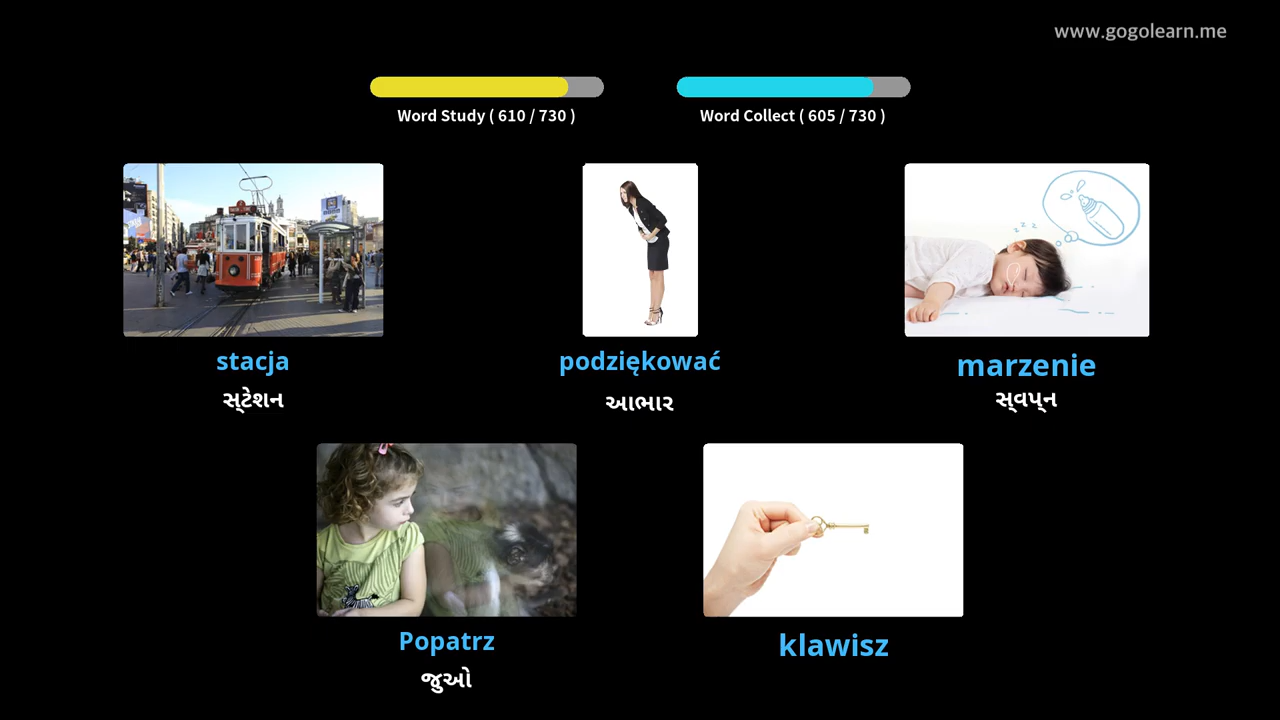 www.gogolearn.me
Word Study ( 610 / 730 )
Word Collect ( 605 / 730 )
stacja
સ્ટેશન
podziękować
આભાર
marzenie
સ્વપ્ન
z z z
Popatrz
જુઓ
klawisz